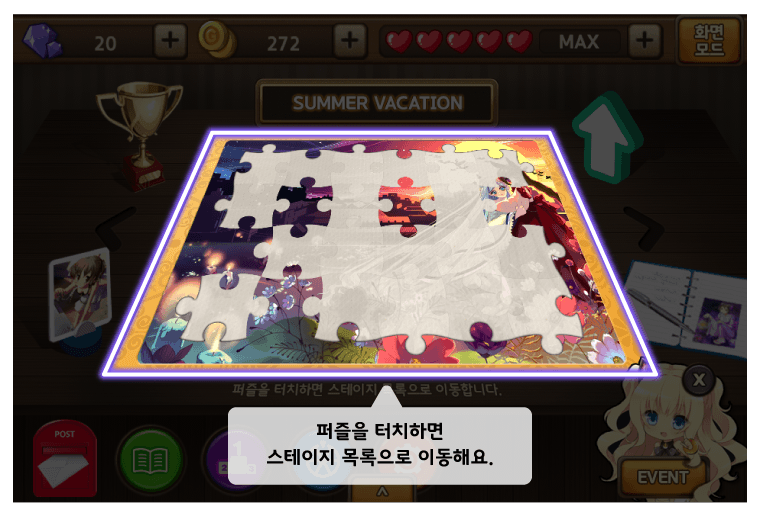 20
272
MAX
화면
모드
SUMMER VACATION
퍼즐을 터치하면 스테이지 목록으로 이동합니다.
퍼즐을 터치하면
스테이지 목록으로 이동해요.
POST
X
EVENT